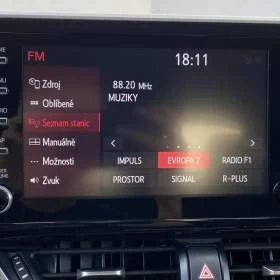 FM
18:11
Zdroj
Oblíbené
Seznam stanic
Manuálně
Možnosti
Zvuk
88.20 MHz
MUZIKY
IMPULS EVROPA 2 RADIO F1
PROSTOR SIGNAL R-PLUS